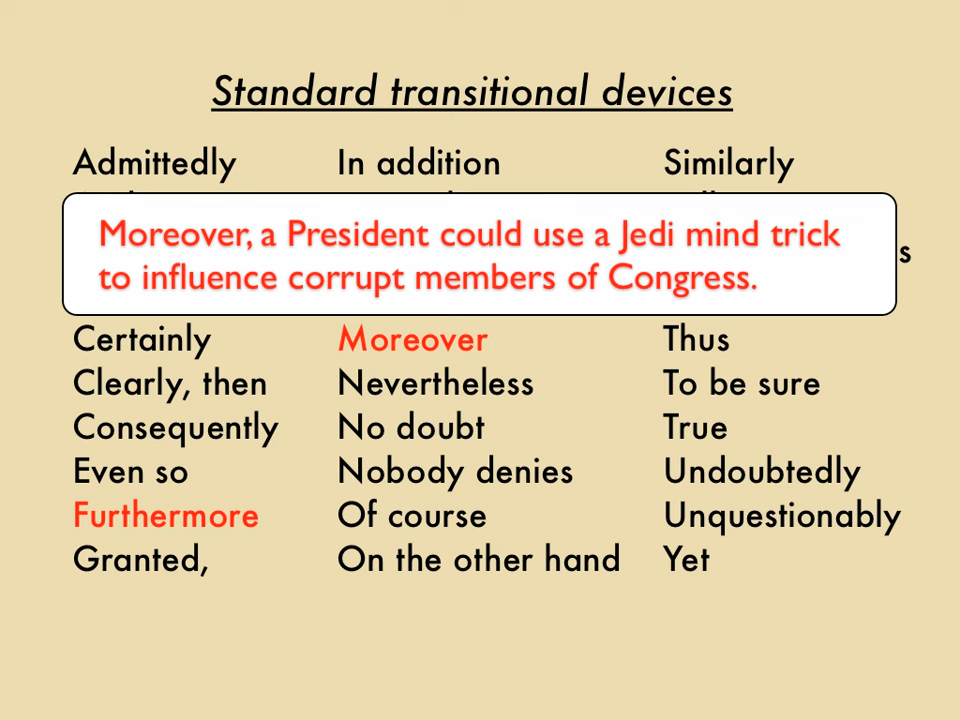 Standard transitional devices
Admittedly In addition Similarly
Moreover, a President could use a Jedi mind trick
to influence corrupt members of Congress.
Certainly Moreover Thus
Clearly, then Nevertheless To be sure
Consequently No doubt True
Even so Nobody denies Undoubtedly
Furthermore Of course Unquestionably
Granted, On the other hand Yet